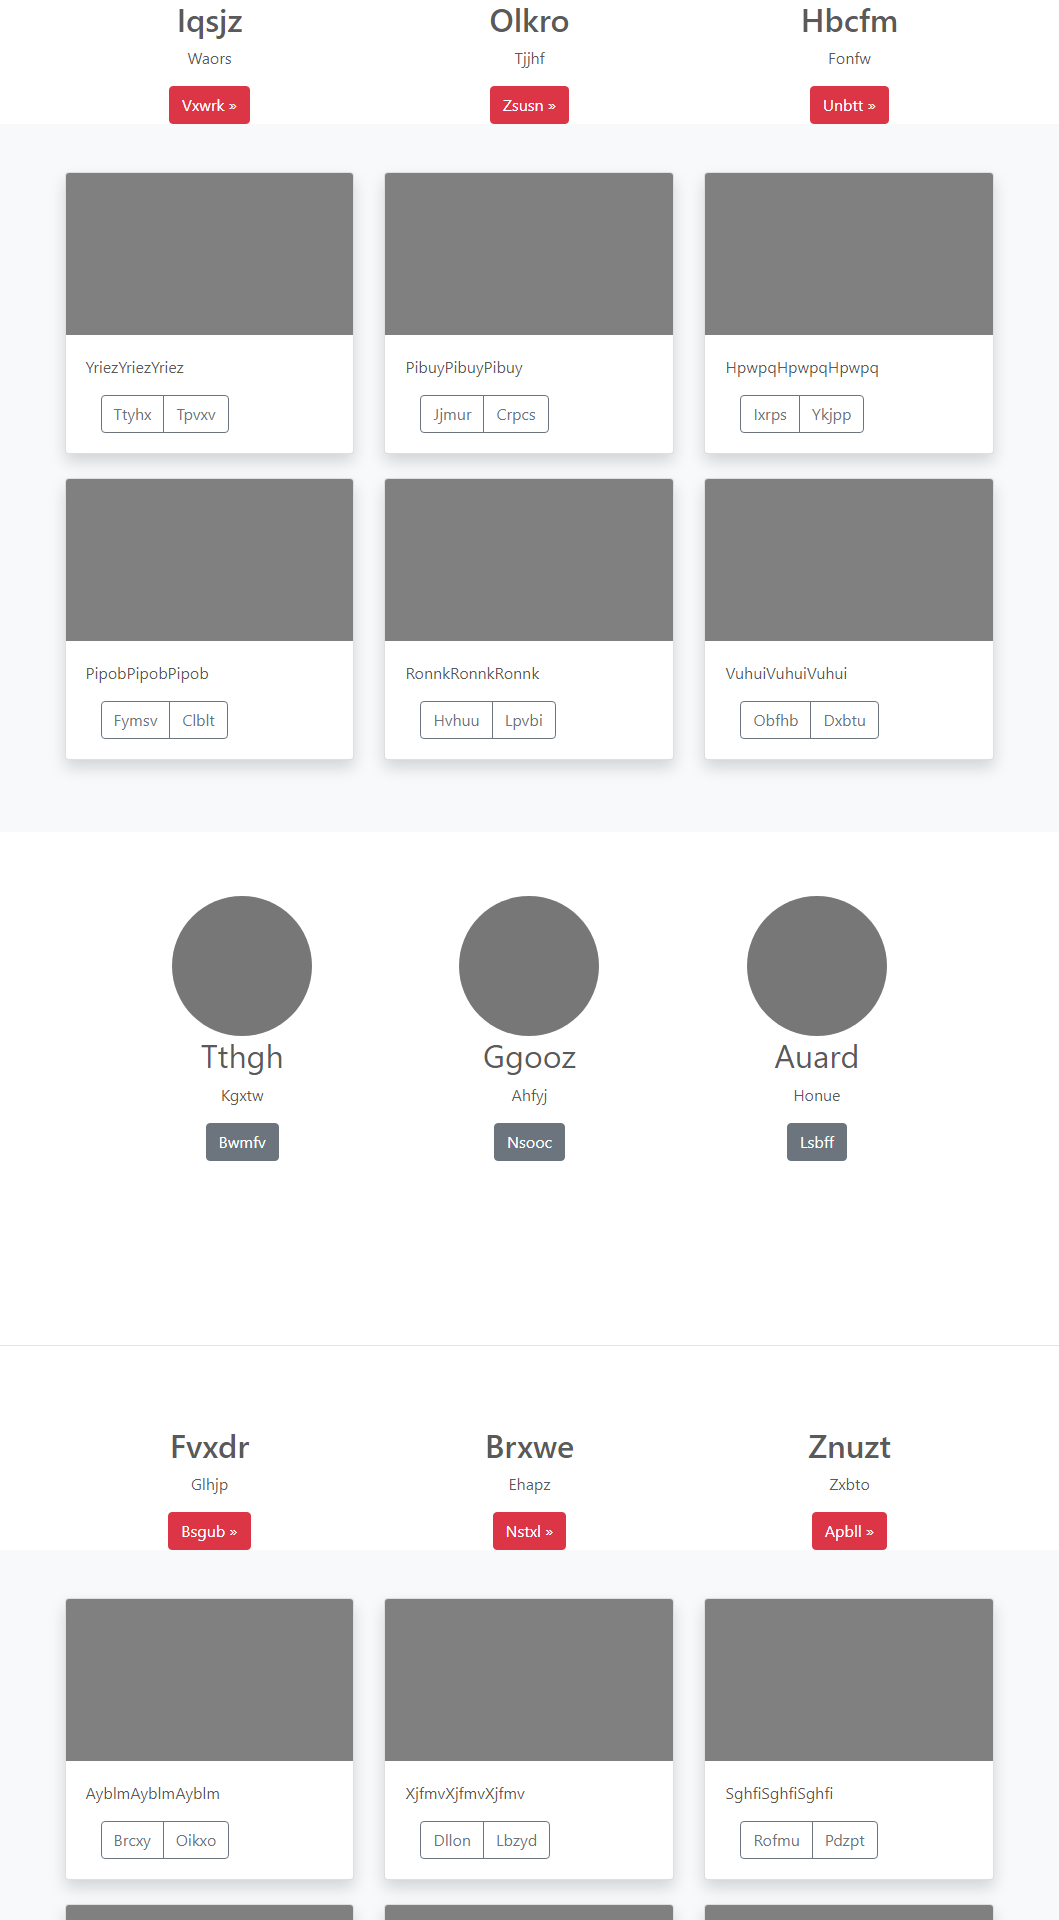 Iqsjz Olkro Hbcfm
Waors Tjjhf Fonfw
Vxwrk » Zsusn » Unbtt »
YriezYriezYriez PibuyPibuyPibuy HpwpqHpwpqHpwpq
Ttyhx Tpvxv Jjmur Crpcs Ixrps Ykjpp
PipobPipobPipob RonnkRonnkRonnk VuhuiVuhuiVuhui
Fymsv Clblt Hvhuu Lpvbi Obfhb Dxbtu
Tthgh Ggooz Auard
Kgxtw Ahfyj Honue
Bwmfv Nsooc Lsbff
Fvxdr Brxwe Znuzt
Glhjp Ehapz Zxbto
Bsgub » Nstxl » Apbll »
AyblmAyblmAyblm XjfmvXjfmvXjfmv SghfiSghfiSghfi
Brcxy Oikxo Dllon Lbzyd Rofmu Pdzpt